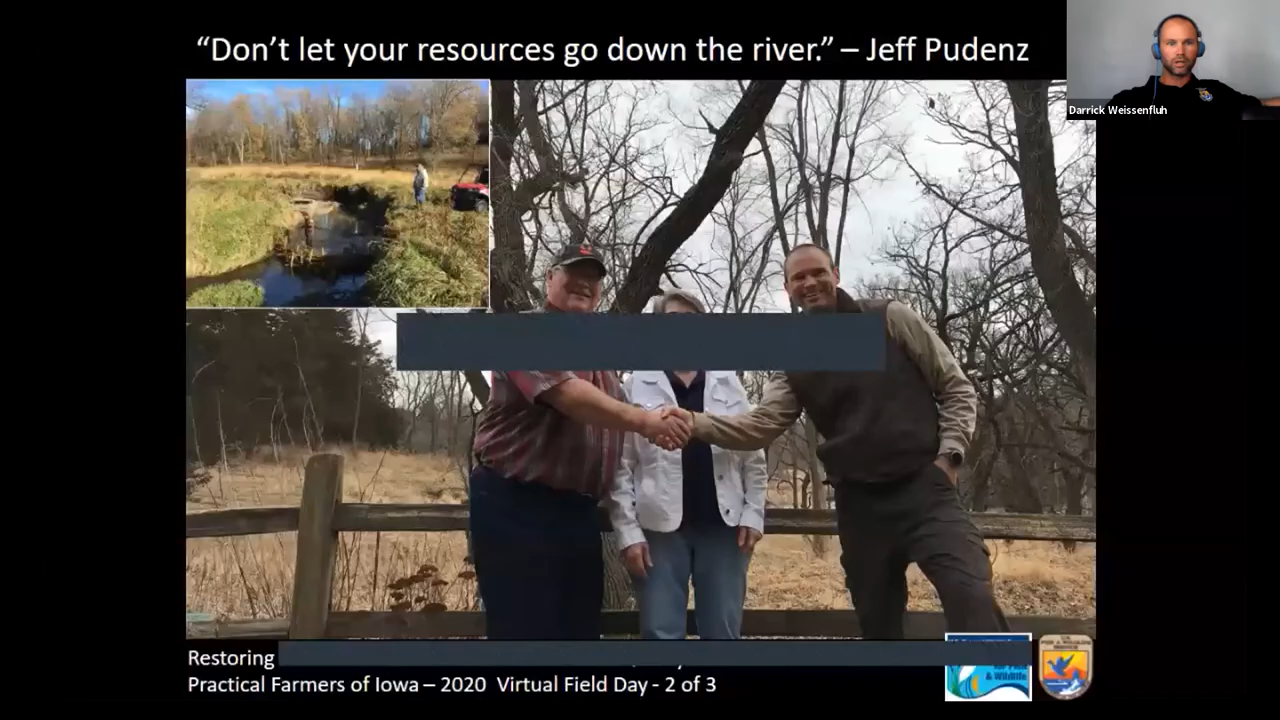 “Don’t let your resources go down the river.” – Jeff Pudenz
Darrick Weissenfluh
Restoring
Practical Farmers of Iowa – 2020 Virtual Field Day - 2 of 3
& Wildlife